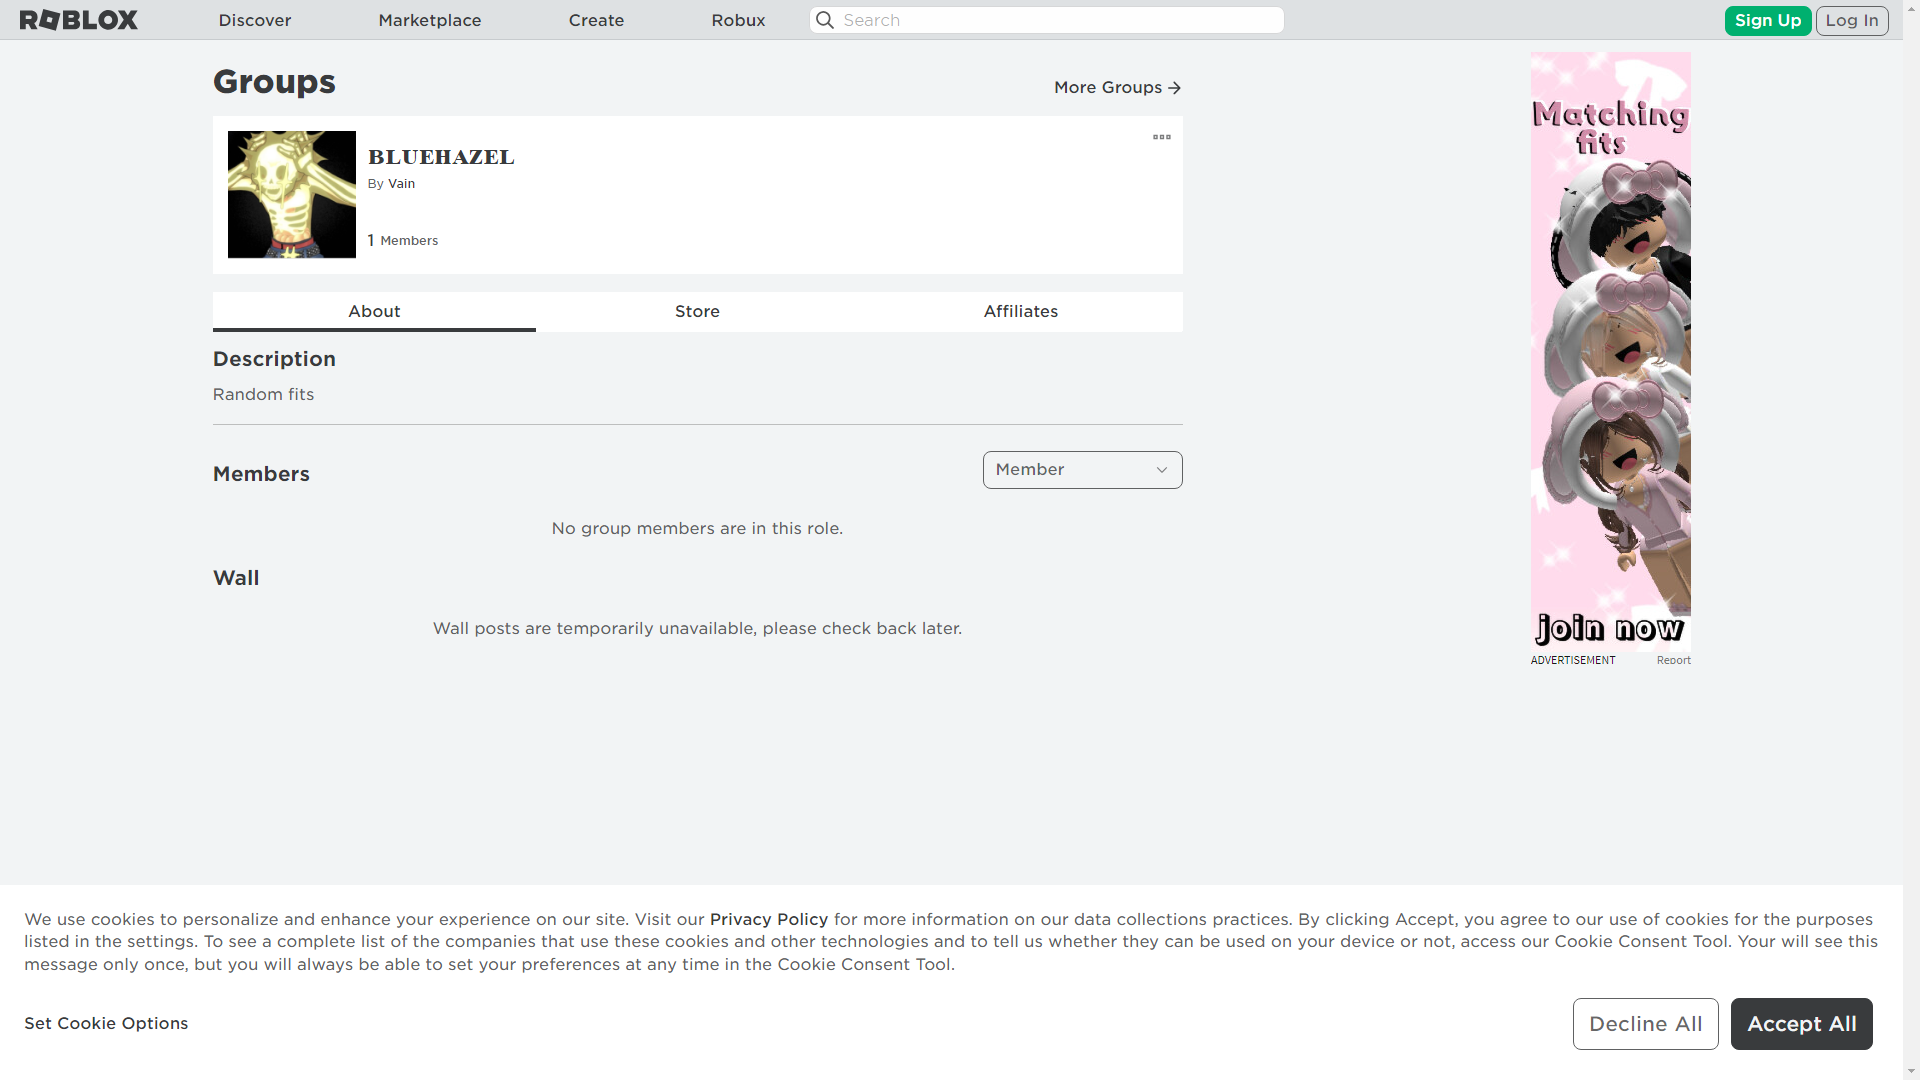 ROBLOX
Discover
Marketplace
Create
Robux
Search
Sign Up
Log In
Groups
More Groups
BLUEHAZEL
By Vain
1 Members
About
Store
Affiliates
Description
Random fits
Members
Member
No group members are in this role.
Wall
Wall posts are temporarily unavailable, please check back later.
Matching
fits
join now
ADVERTISEMENT
Report
We use cookies to personalize and enhance your experience on our site. Visit our Privacy Policy for more information on our data collections practices. By clicking Accept, you agree to our use of cookies for the purposes
listed in the settings. To see a complete list of the companies that use these cookies and other technologies and to tell us whether they can be used on your device or not, access our Cookie Consent Tool. Your will see this
message only once, but you will always be able to set your preferences at any time in the Cookie Consent Tool.
Set Cookie Options
Decline All
Accept All